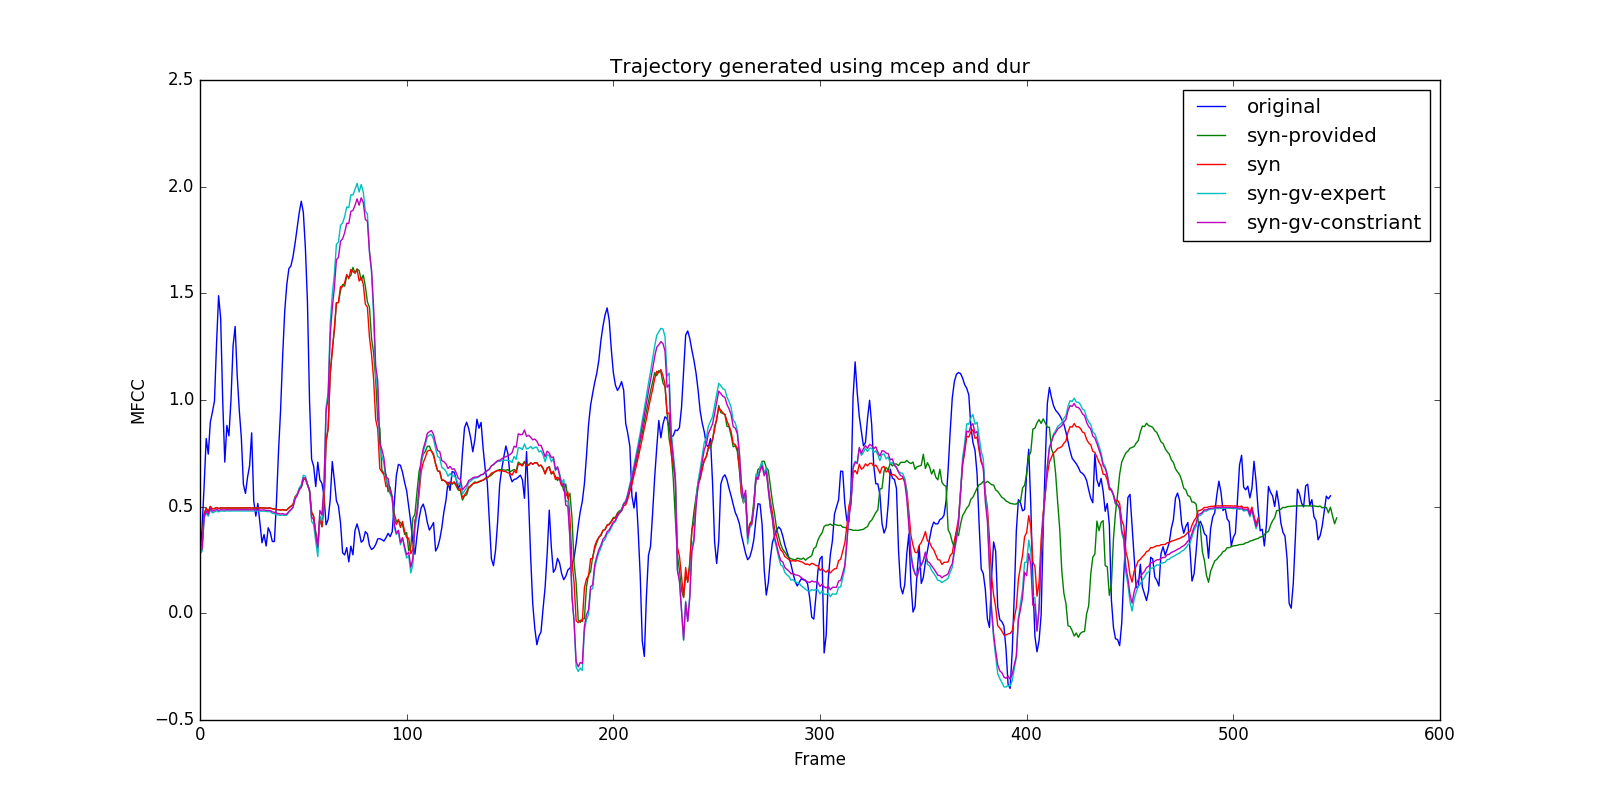 Trajectory generated using mcep and dur
2.5
2.0
1.5
1.0
0.5
0.0
−0.5
MFCC
original
syn-provided
syn
syn-gv-expert
syn-gv-constriant
0 100 200 300 400 500 600
Frame